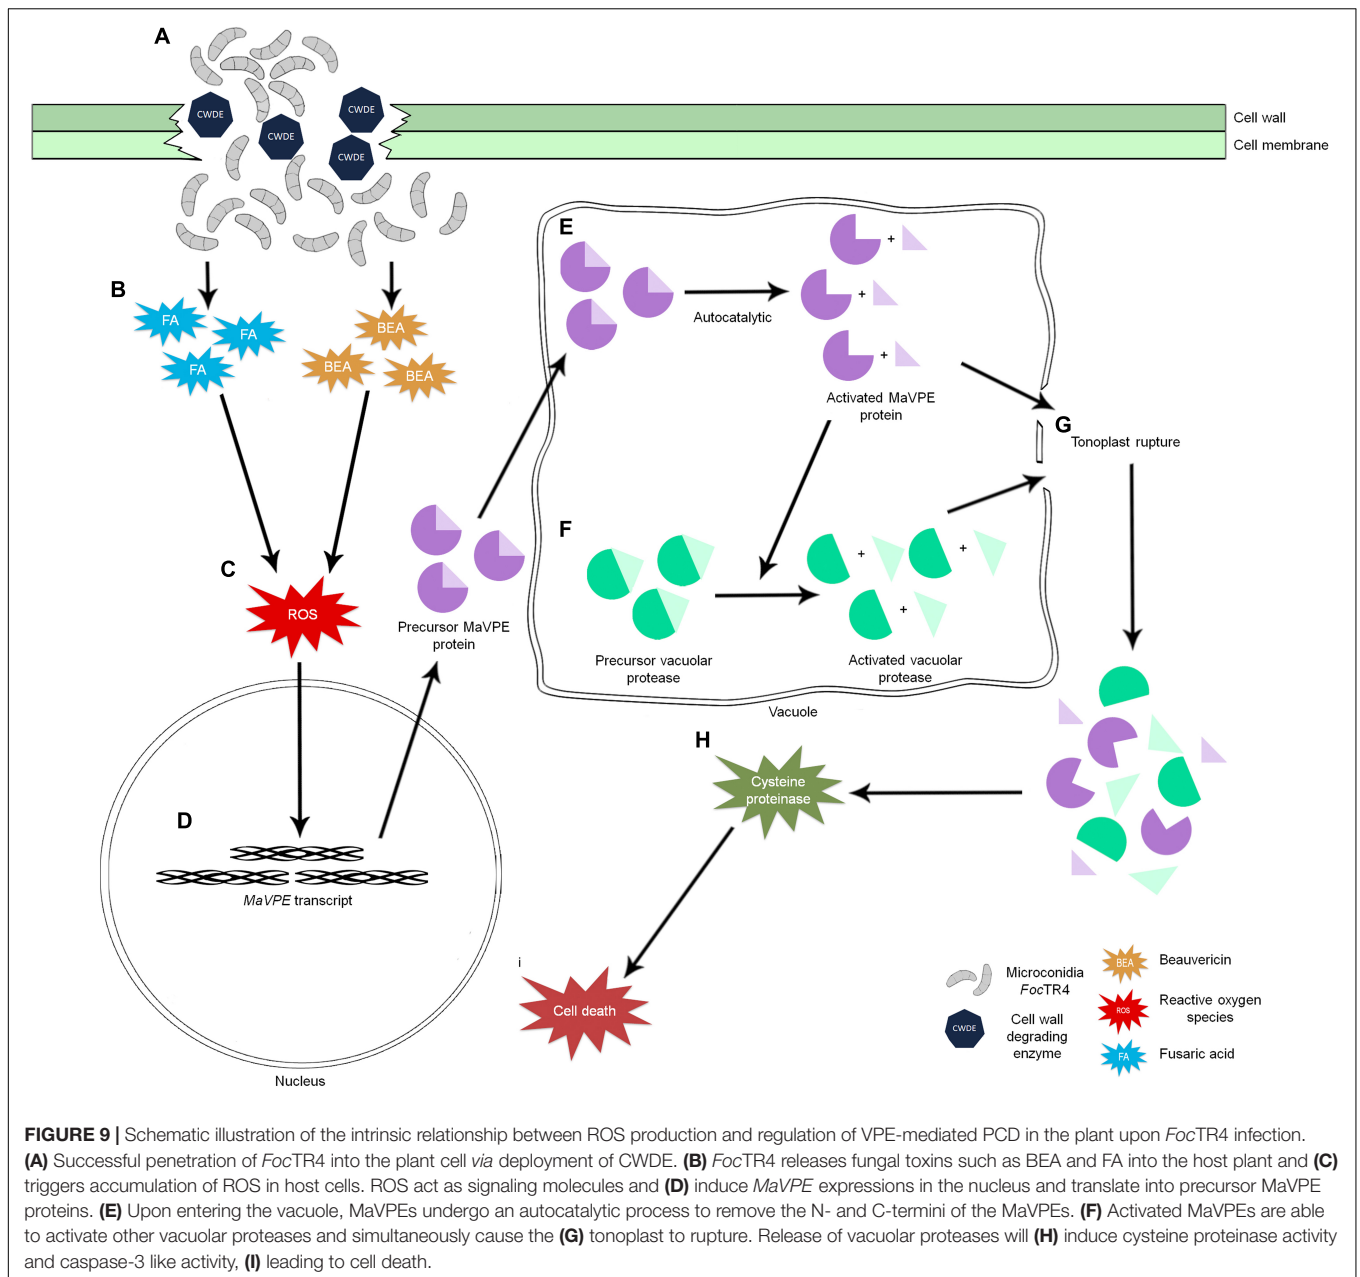 A
CWDE
CWDE
CWDE
CWDE
Cell wall
Cell membrane
B
FA
FA
FA
BEA
BEA
BEA
C
ROS
Precursor MaVPE
protein
D
MaVPE transcript
Nucleus
E
Autocatalytic
+
+
+
Activated MaVPE
protein
F
Precursor vacuolar
protease
+
+
+
Activated vacuolar
protease
Vacuole
G
Tonoplast rupture
H
Cysteine
proteinase
i
Cell death
Microconidia
FocTR4
CWDE
Cell wall
degrading
enzyme
BEA
Beauvericin
ROS
Reactive oxygen
species
FA
Fusaric acid
FIGURE 9 | Schematic illustration of the intrinsic relationship between ROS production and regulation of VPE-mediated PCD in the plant upon FocTR4 infection.
(A) Successful penetration of FocTR4 into the plant cell via deployment of CWDE. (B) FocTR4 releases fungal toxins such as BEA and FA into the host plant and (C)
triggers accumulation of ROS in host cells. ROS act as signaling molecules and (D) induce MaVPE expressions in the nucleus and translate into precursor MaVPE
proteins. (E) Upon entering the vacuole, MaVPEs undergo an autocatalytic process to remove the N- and C-termini of the MaVPEs. (F) Activated MaVPEs are able
to activate other vacuolar proteases and simultaneously cause the (G) tonoplast to rupture. Release of vacuolar proteases will (H) induce cysteine proteinase activity
and caspase-3 like activity, (I) leading to cell death.